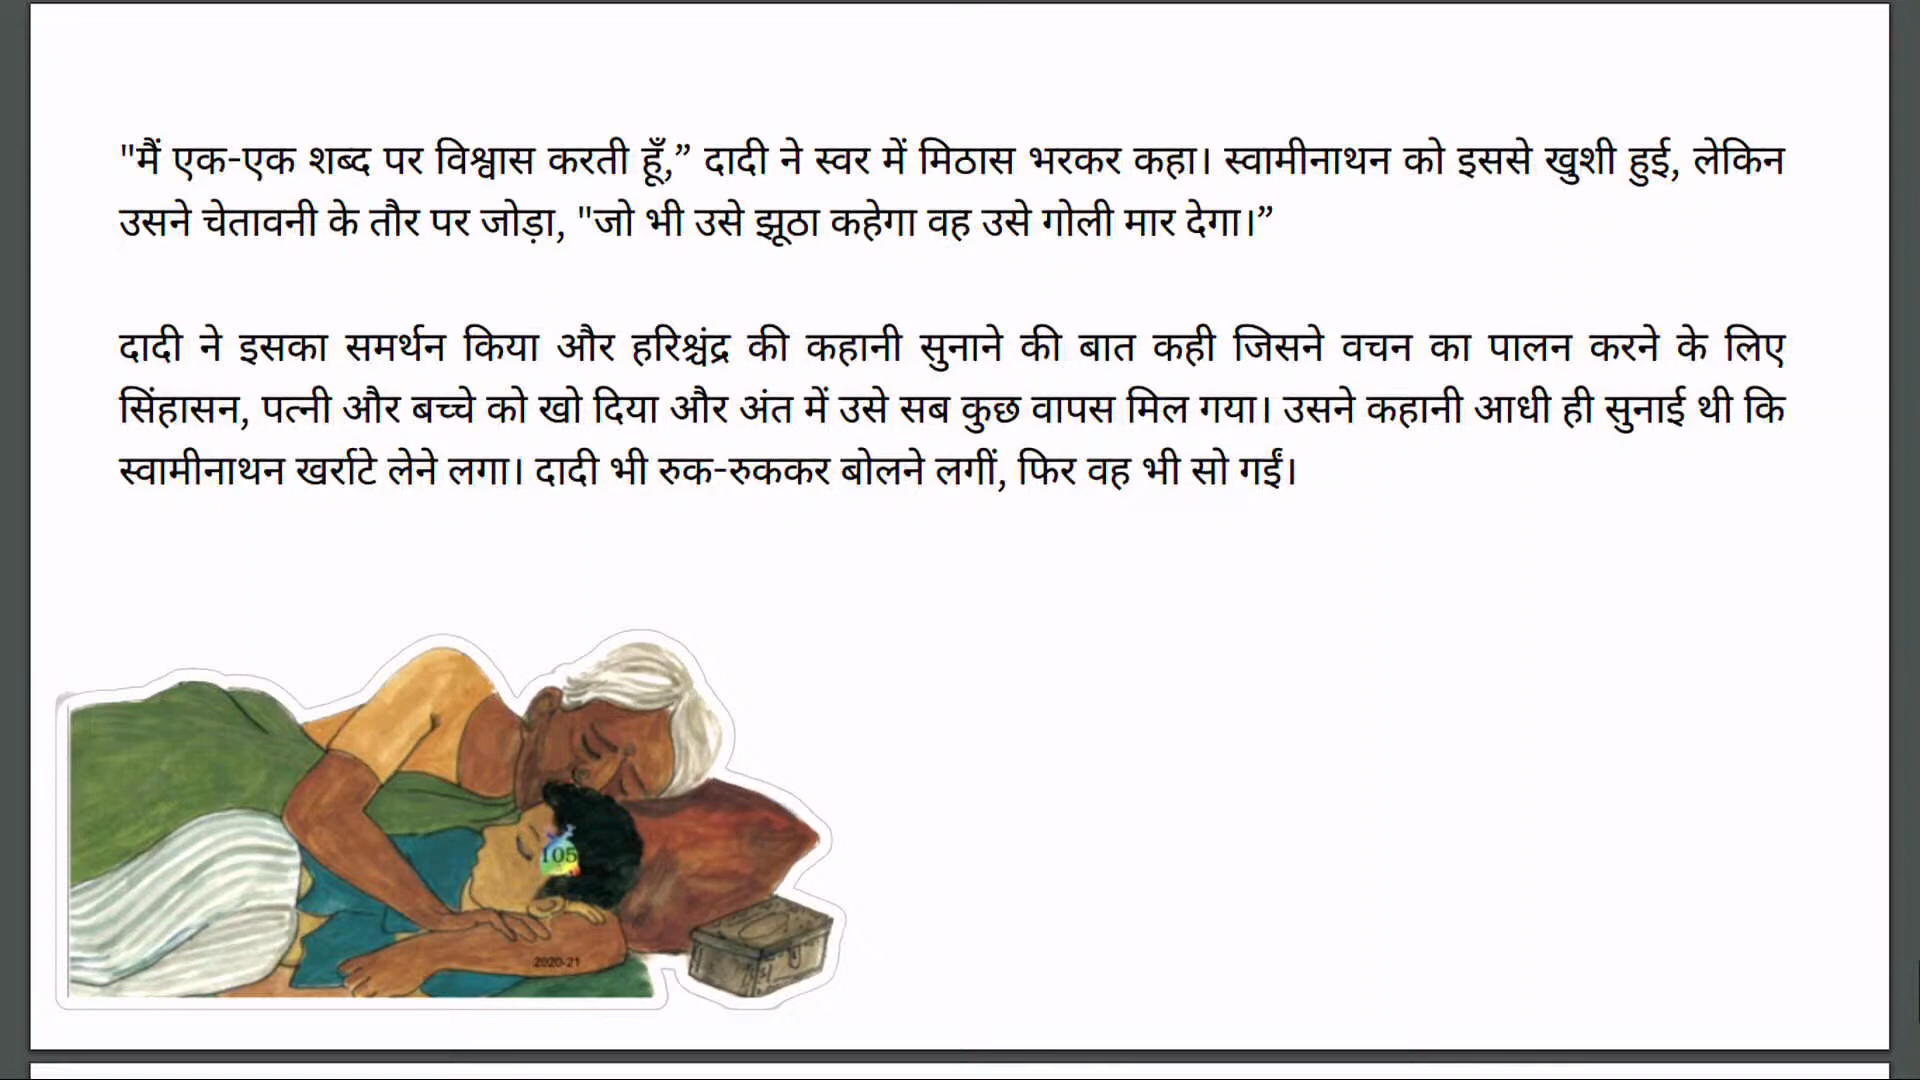 "मैं एक-एक शब्द पर विश्वास करती हूँ,” दादी ने स्वर में मिठास भरकर कहा। स्वामीनाथन को इससे खुशी हुई, लेकिन
उसने चेतावनी के तौर पर जोड़ा, "जो भी उसे झूठा कहेगा वह उसे गोली मार देगा।”
दादी ने इसका समर्थन किया और हरिश्चंद्र की कहानी सुनाने की बात कही जिसने वचन का पालन करने के लिए
सिंहासन, पत्नी और बच्चे को खो दिया और अंत में उसे सब कुछ वापस मिल गया। उसने कहानी आधी ही सुनाई थी कि
स्वामीनाथन खर्राटे लेने लगा। दादी भी रुक-रुककर बोलने लगीं, फिर वह भी सो गईं।
105
2020-21